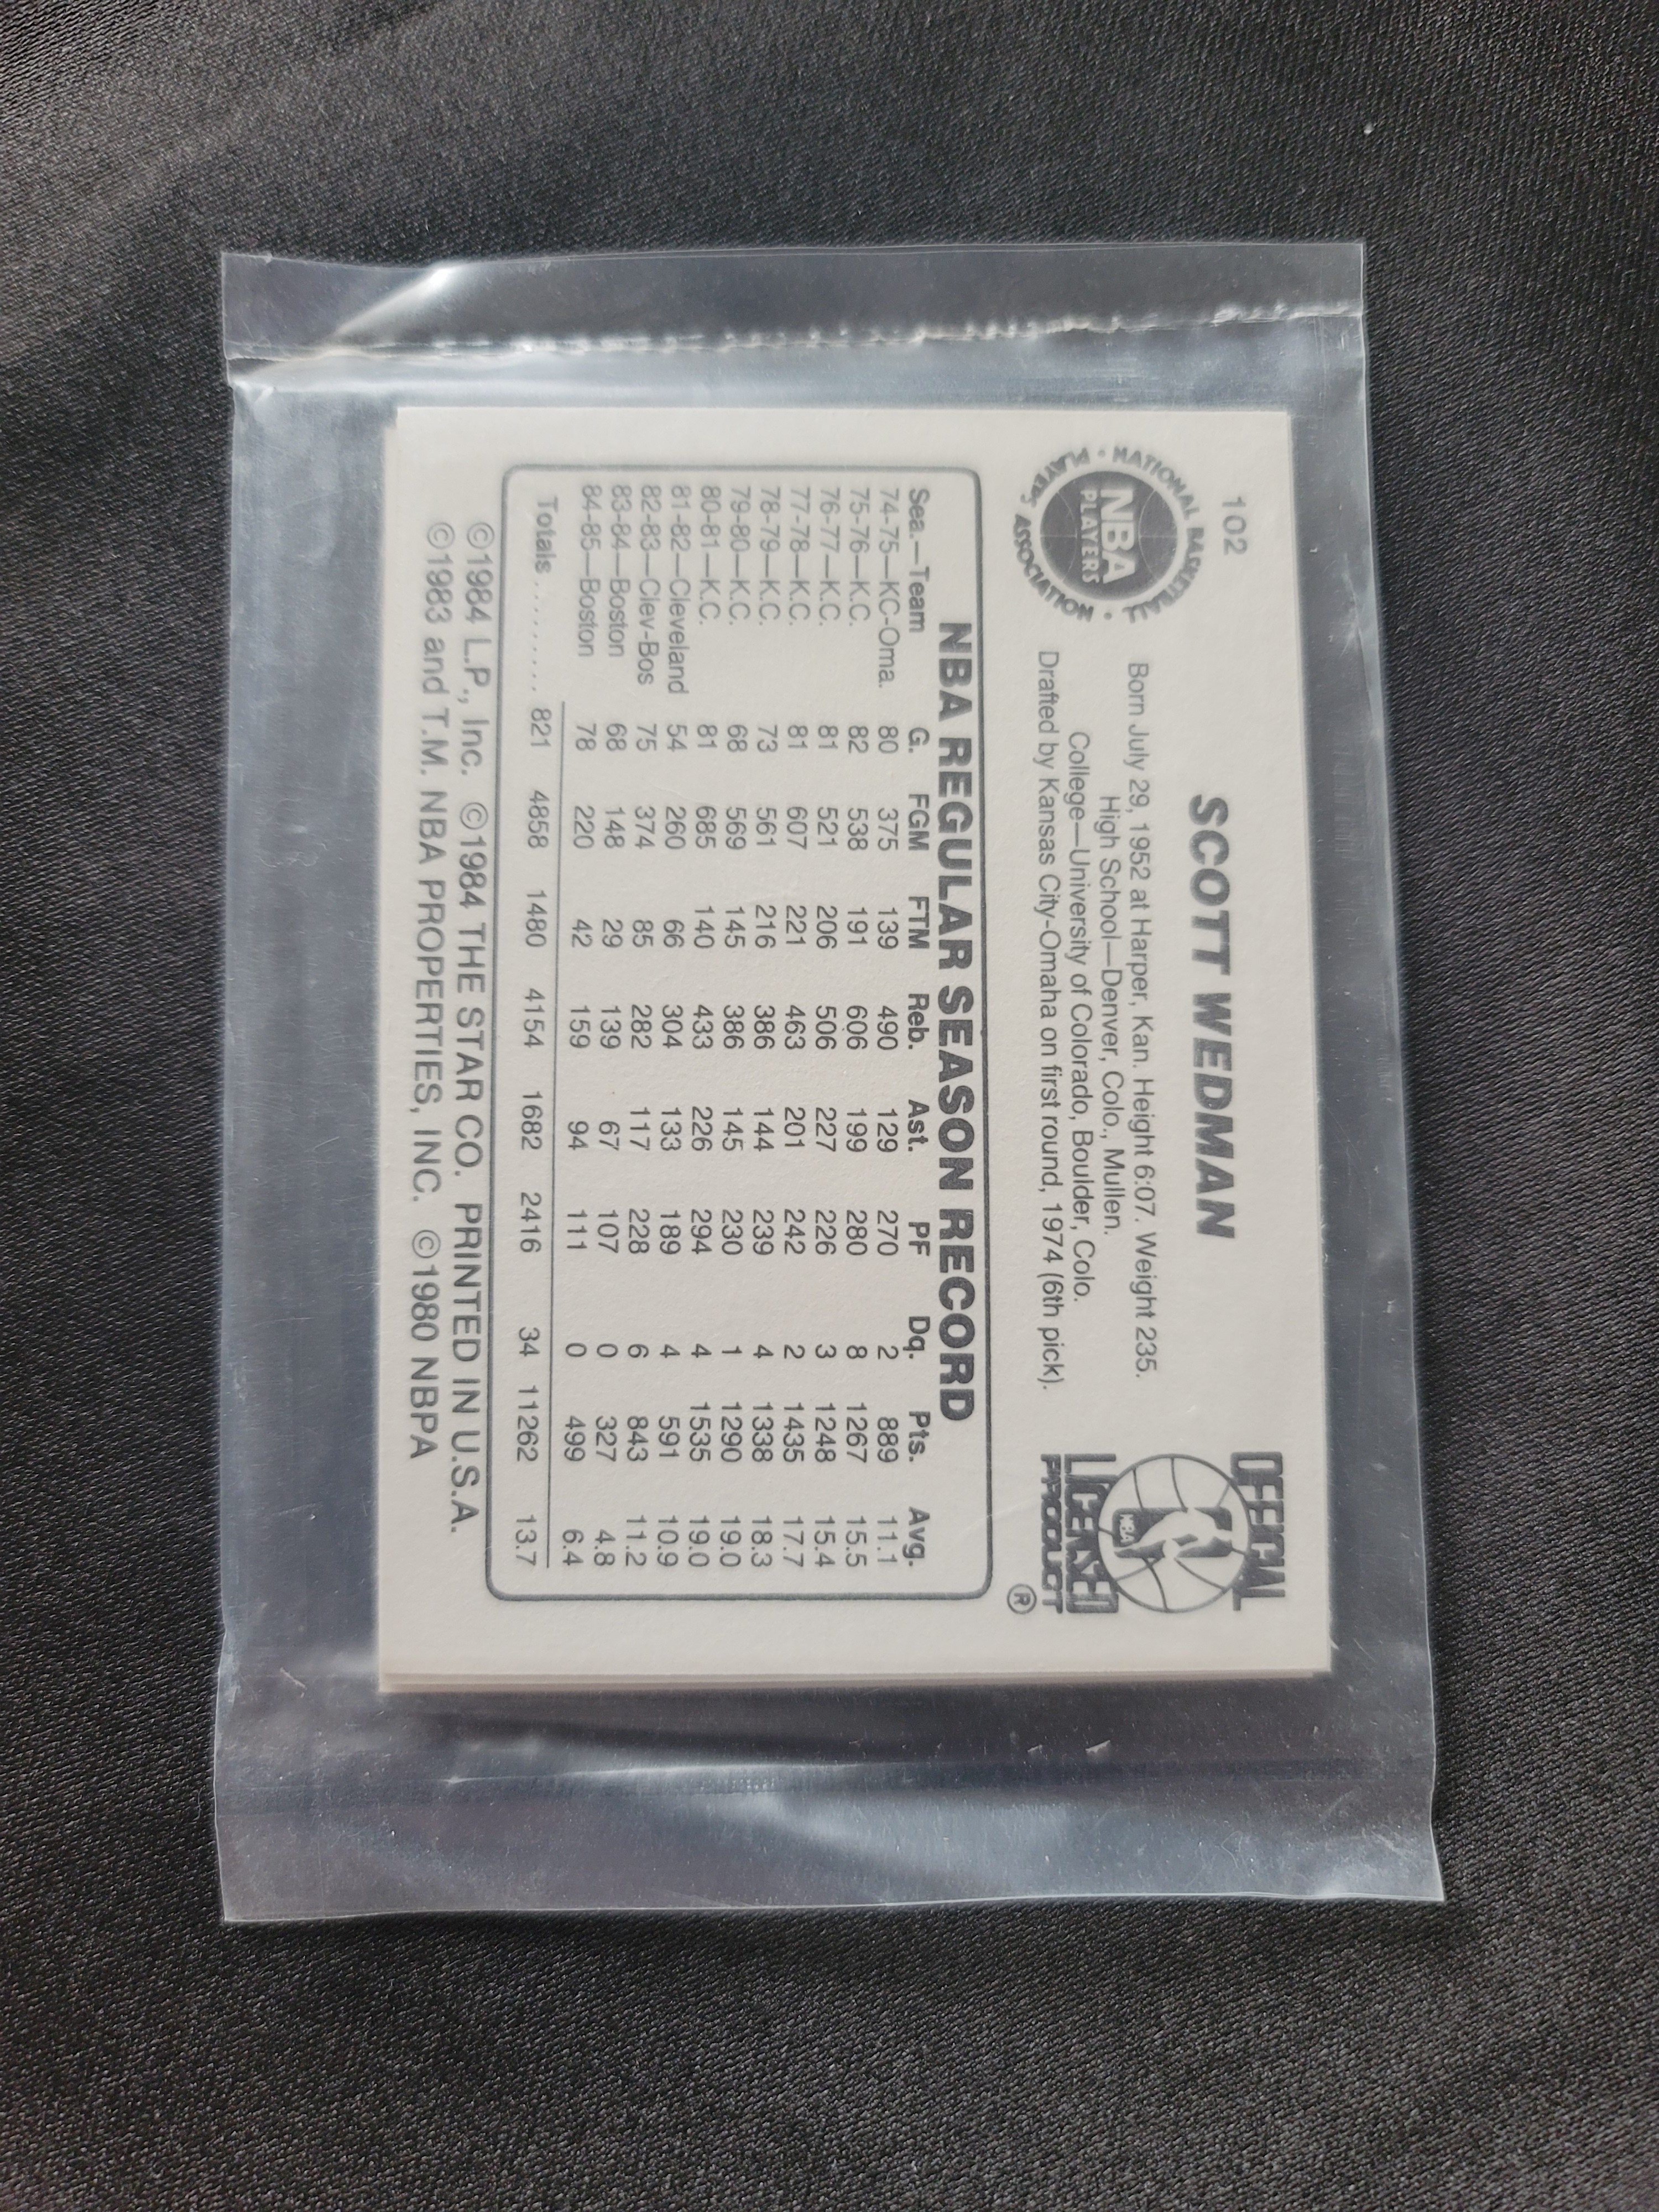 102
SCOTT WEDMAN
NATIONAL BASKETBALL PLAYERS ASSOCIATION
NBA
PLAYERS
Born July 29, 1952 at Harper, Kan. Height 6:07. Weight 235.
High School—Denver, Colo., Mullen.
College—University of Colorado, Boulder, Colo.
Drafted by Kansas City-Omaha on first round, 1974 (6th pick).
OFFICIAL
NBA
LICENSED
PRODUCT
®
NBA REGULAR SEASON RECORD
Sea.—Team G. FGM FTM Reb. Ast. PF Dq. Pts. Avg.
74-75—KC-Oma. 80 375 139 490 129 270 2 889 11.1
75-76—K.C. 82 538 191 606 199 280 8 1267 15.5
76-77—K.C. 81 521 206 506 227 226 3 1248 15.4
77-78—K.C. 81 607 221 463 201 242 2 1435 17.7
78-79—K.C. 73 561 216 386 144 239 4 1338 18.3
79-80—K.C. 68 569 145 386 145 230 1 1290 19.0
80-81—K.C. 81 685 140 433 226 294 4 1535 19.0
81-82—Cleveland 54 260 66 304 133 189 4 591 10.9
82-83—Clev-Bos 75 374 85 282 117 228 6 843 11.2
83-84—Boston 68 148 29 139 67 107 0 327 4.8
84-85—Boston 78 220 42 159 94 111 0 499 6.4
Totals ........ 821 4858 1480 4154 1682 2416 34 11262 13.7
©1984 L.P., Inc. ©1984 THE STAR CO. PRINTED IN U.S.A.
©1983 and T.M. NBA PROPERTIES, INC. ©1980 NBPA